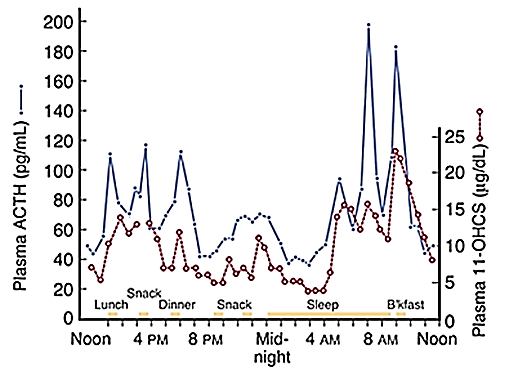 Plasma ACTH (pg/mL)
200
180
160
140
120
100
80
60
40
20
0
25
20
15
10
5
0
Plasma 11-OHCS (µg/dL)
Lunch
Snack
Dinner
Snack
Sleep
B'kfast
Noon
4 PM
8 PM
Mid-
night
4 AM
8 AM
Noon